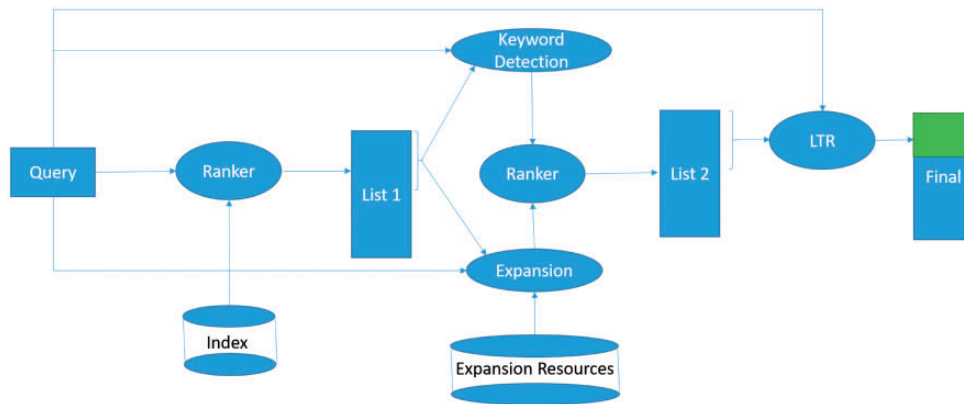 Keyword
Detection
Query
Ranker
List 1
Ranker
List 2
LTR
Final
Expansion
Index
Expansion Resources